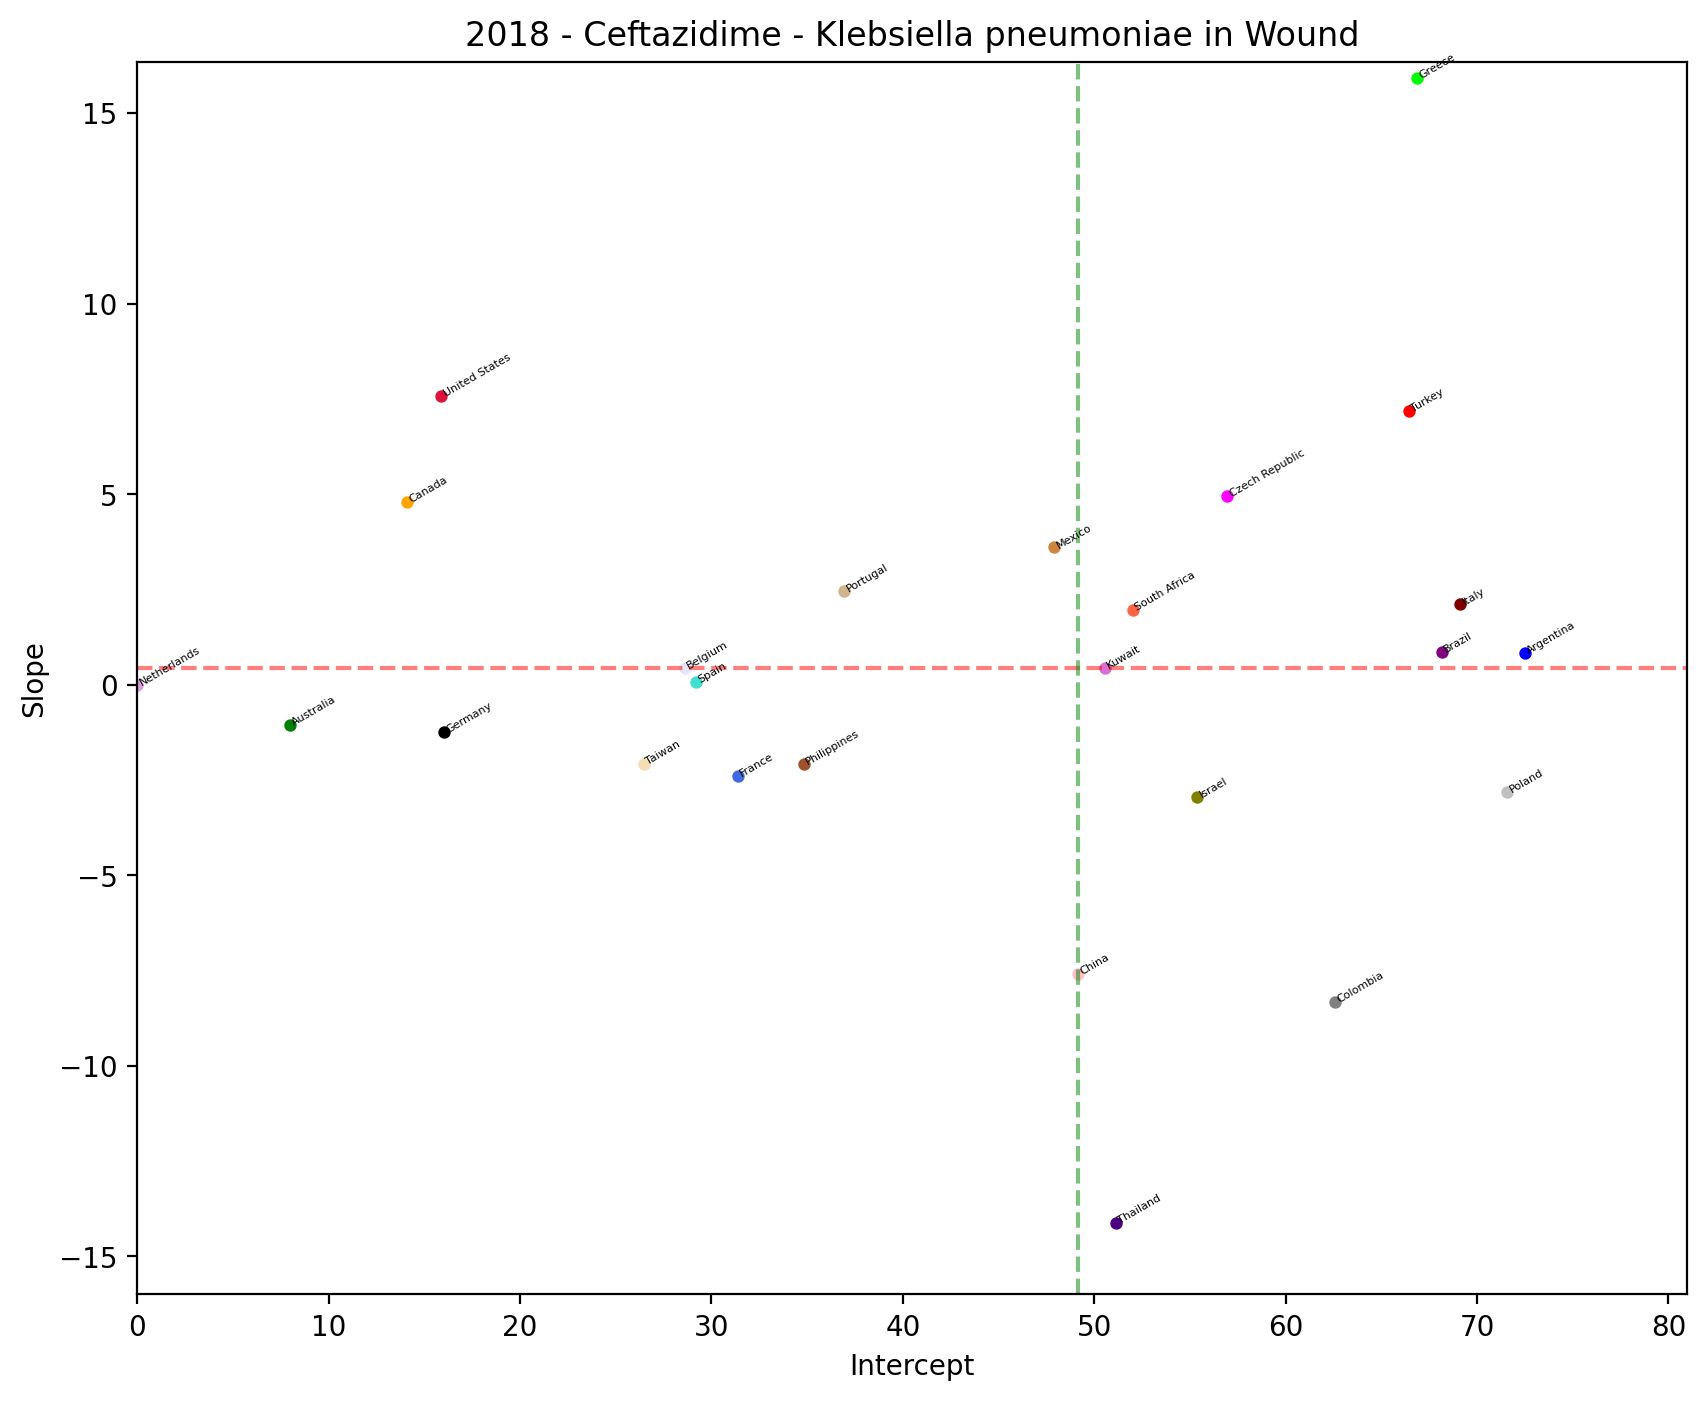 2018 - Ceftazidime - Klebsiella pneumoniae in Wound
Greece
15
10
United States
Turkey
Czech Republic
Canada
5
Mexico
Portugal
South Africa
Italy
Brazil
Argentina
Belgium
Kuwait
Spain
Netherlands
0
Slope
Australia
Germany
Taiwan
France
Philippines
Israel
Poland
−5
China
Colombia
−10
Thailand
−15
0 10 20 30 40 50 60 70 80
Intercept